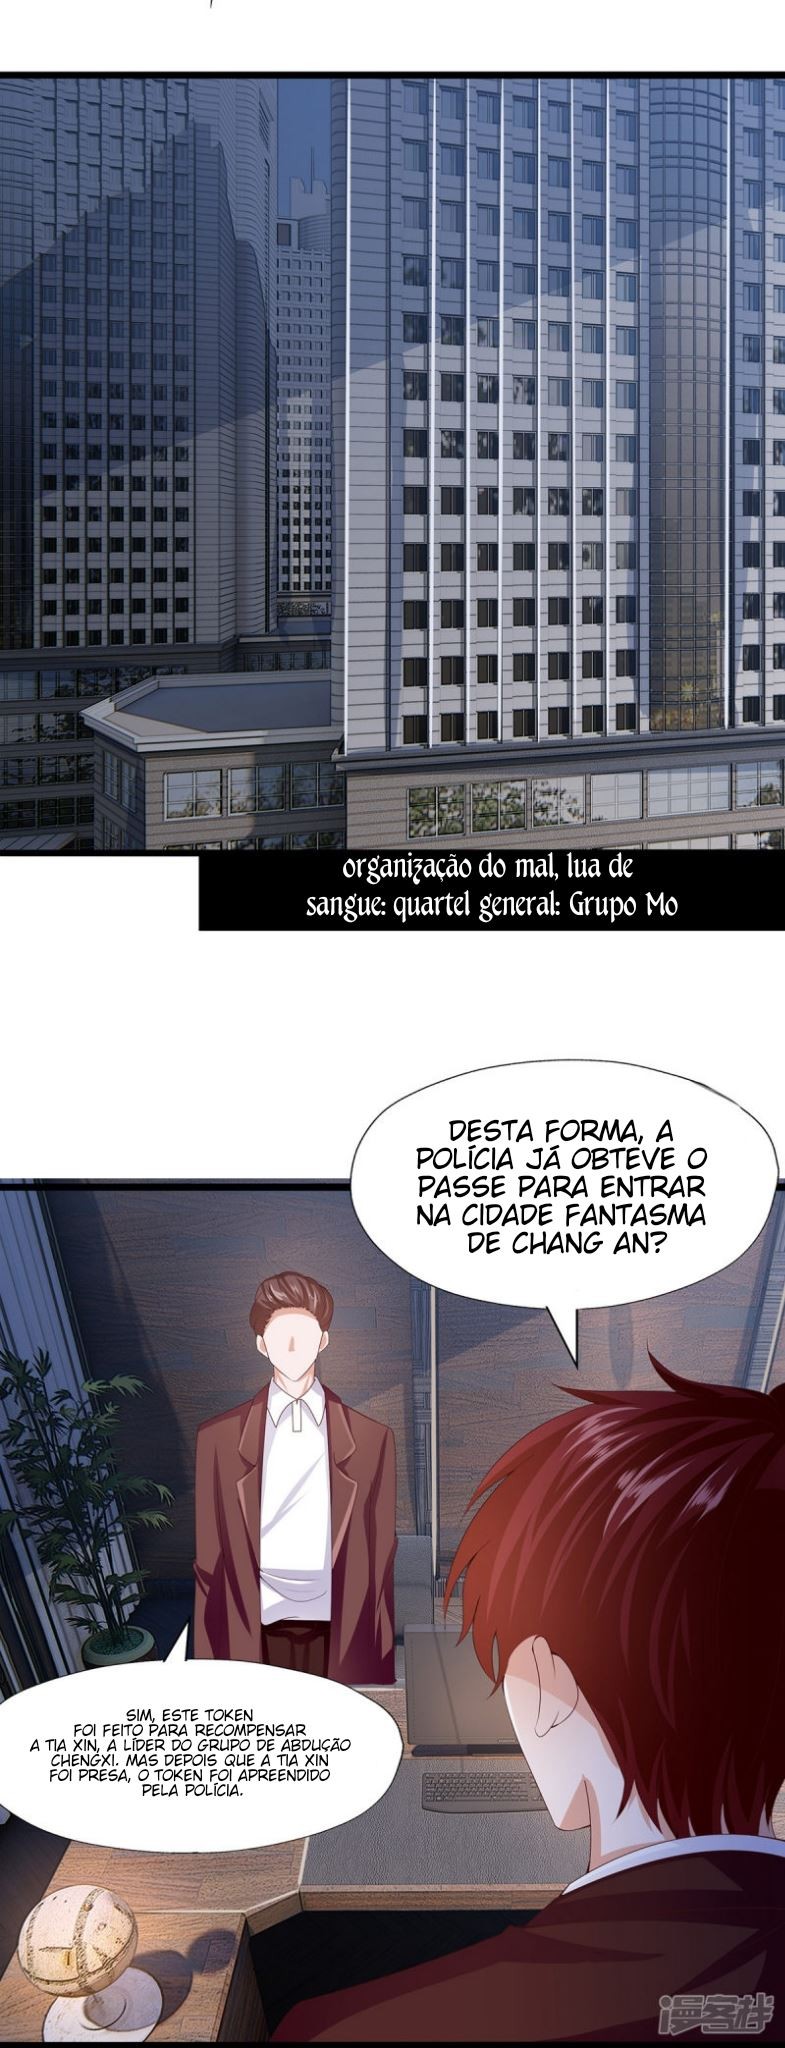 organização do mal, lua de
sangue: quartel general: Grupo Mo
DESTA FORMA, A
POLÍCIA JÁ OBTEVE O
PASSE PARA ENTRAR
NA CIDADE FANTASMA
DE CHANG AN?
SIM, ESTE TOKEN
FOI FEITO PARA RECOMPENSAR
A TIA XIN, A LÍDER DO GRUPO DE ABDUÇÃO
CHENGXI. MAS DEPOIS QUE A TIA XIN
FOI PRESA, O TOKEN FOI APREENDIDO
PELA POLÍCIA.
漫客栈